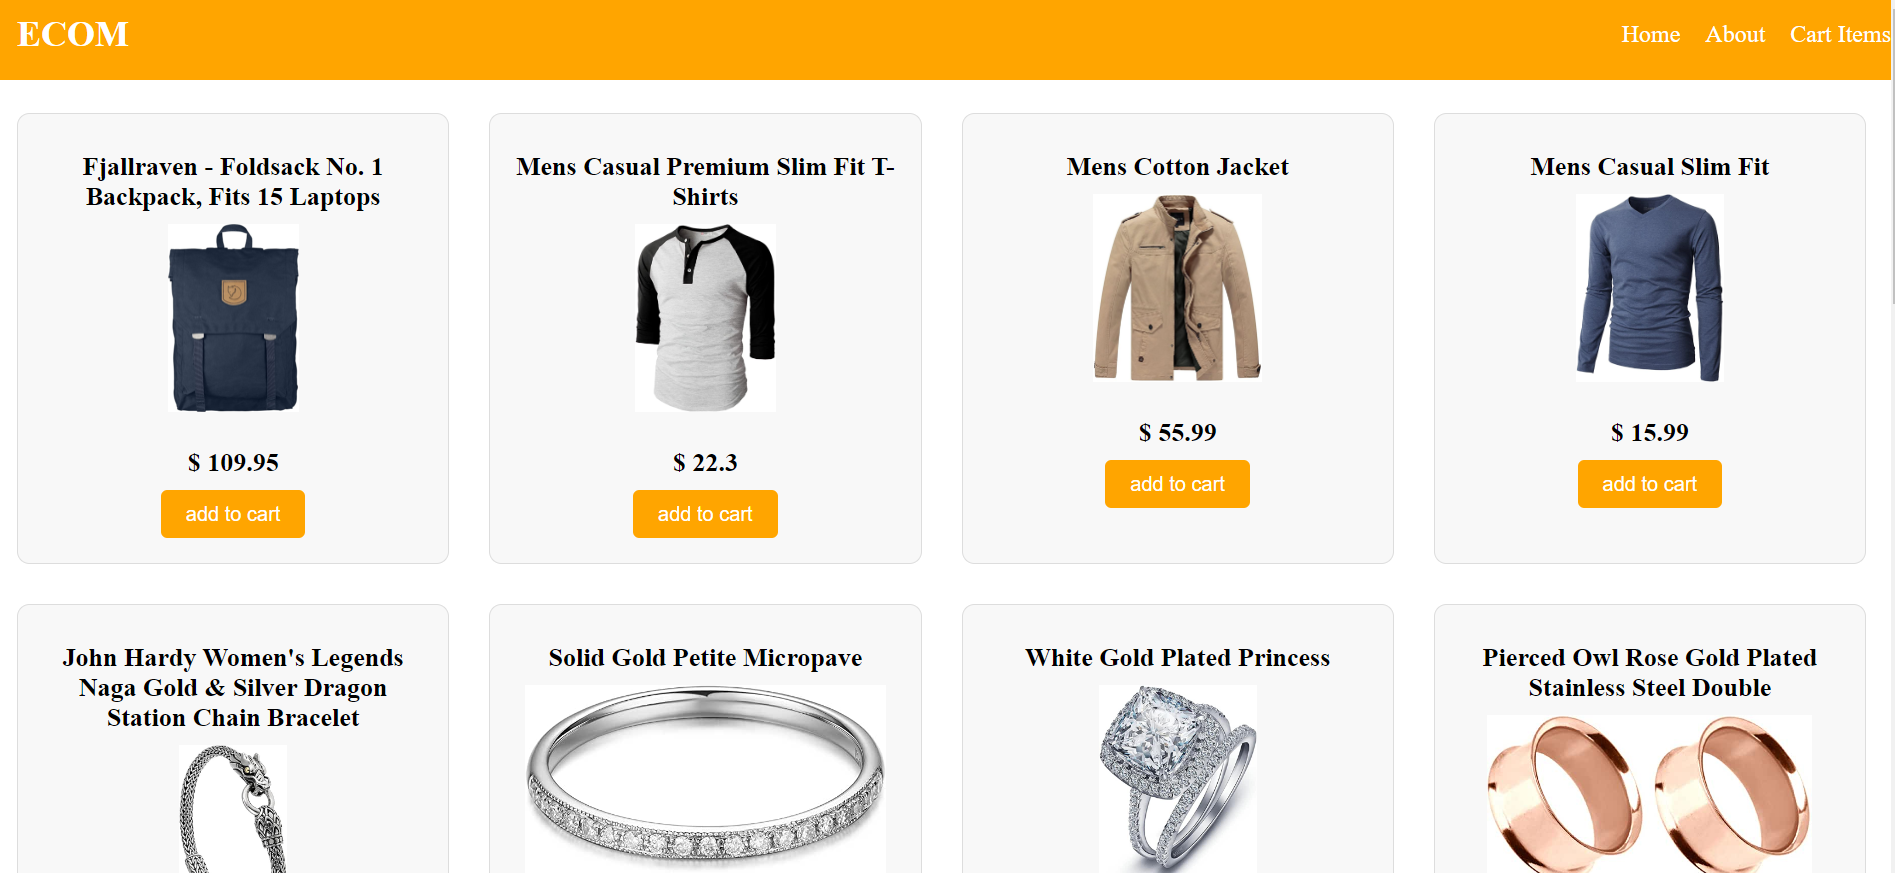 ECOM
Home About Cart Items
Fjallraven - Foldsack No. 1
Backpack, Fits 15 Laptops
$ 109.95
add to cart
Mens Casual Premium Slim Fit T-
Shirts
$ 22.3
add to cart
Mens Cotton Jacket
$ 55.99
add to cart
Mens Casual Slim Fit
$ 15.99
add to cart
John Hardy Women's Legends
Naga Gold & Silver Dragon
Station Chain Bracelet
Solid Gold Petite Micropave
White Gold Plated Princess
Pierced Owl Rose Gold Plated
Stainless Steel Double